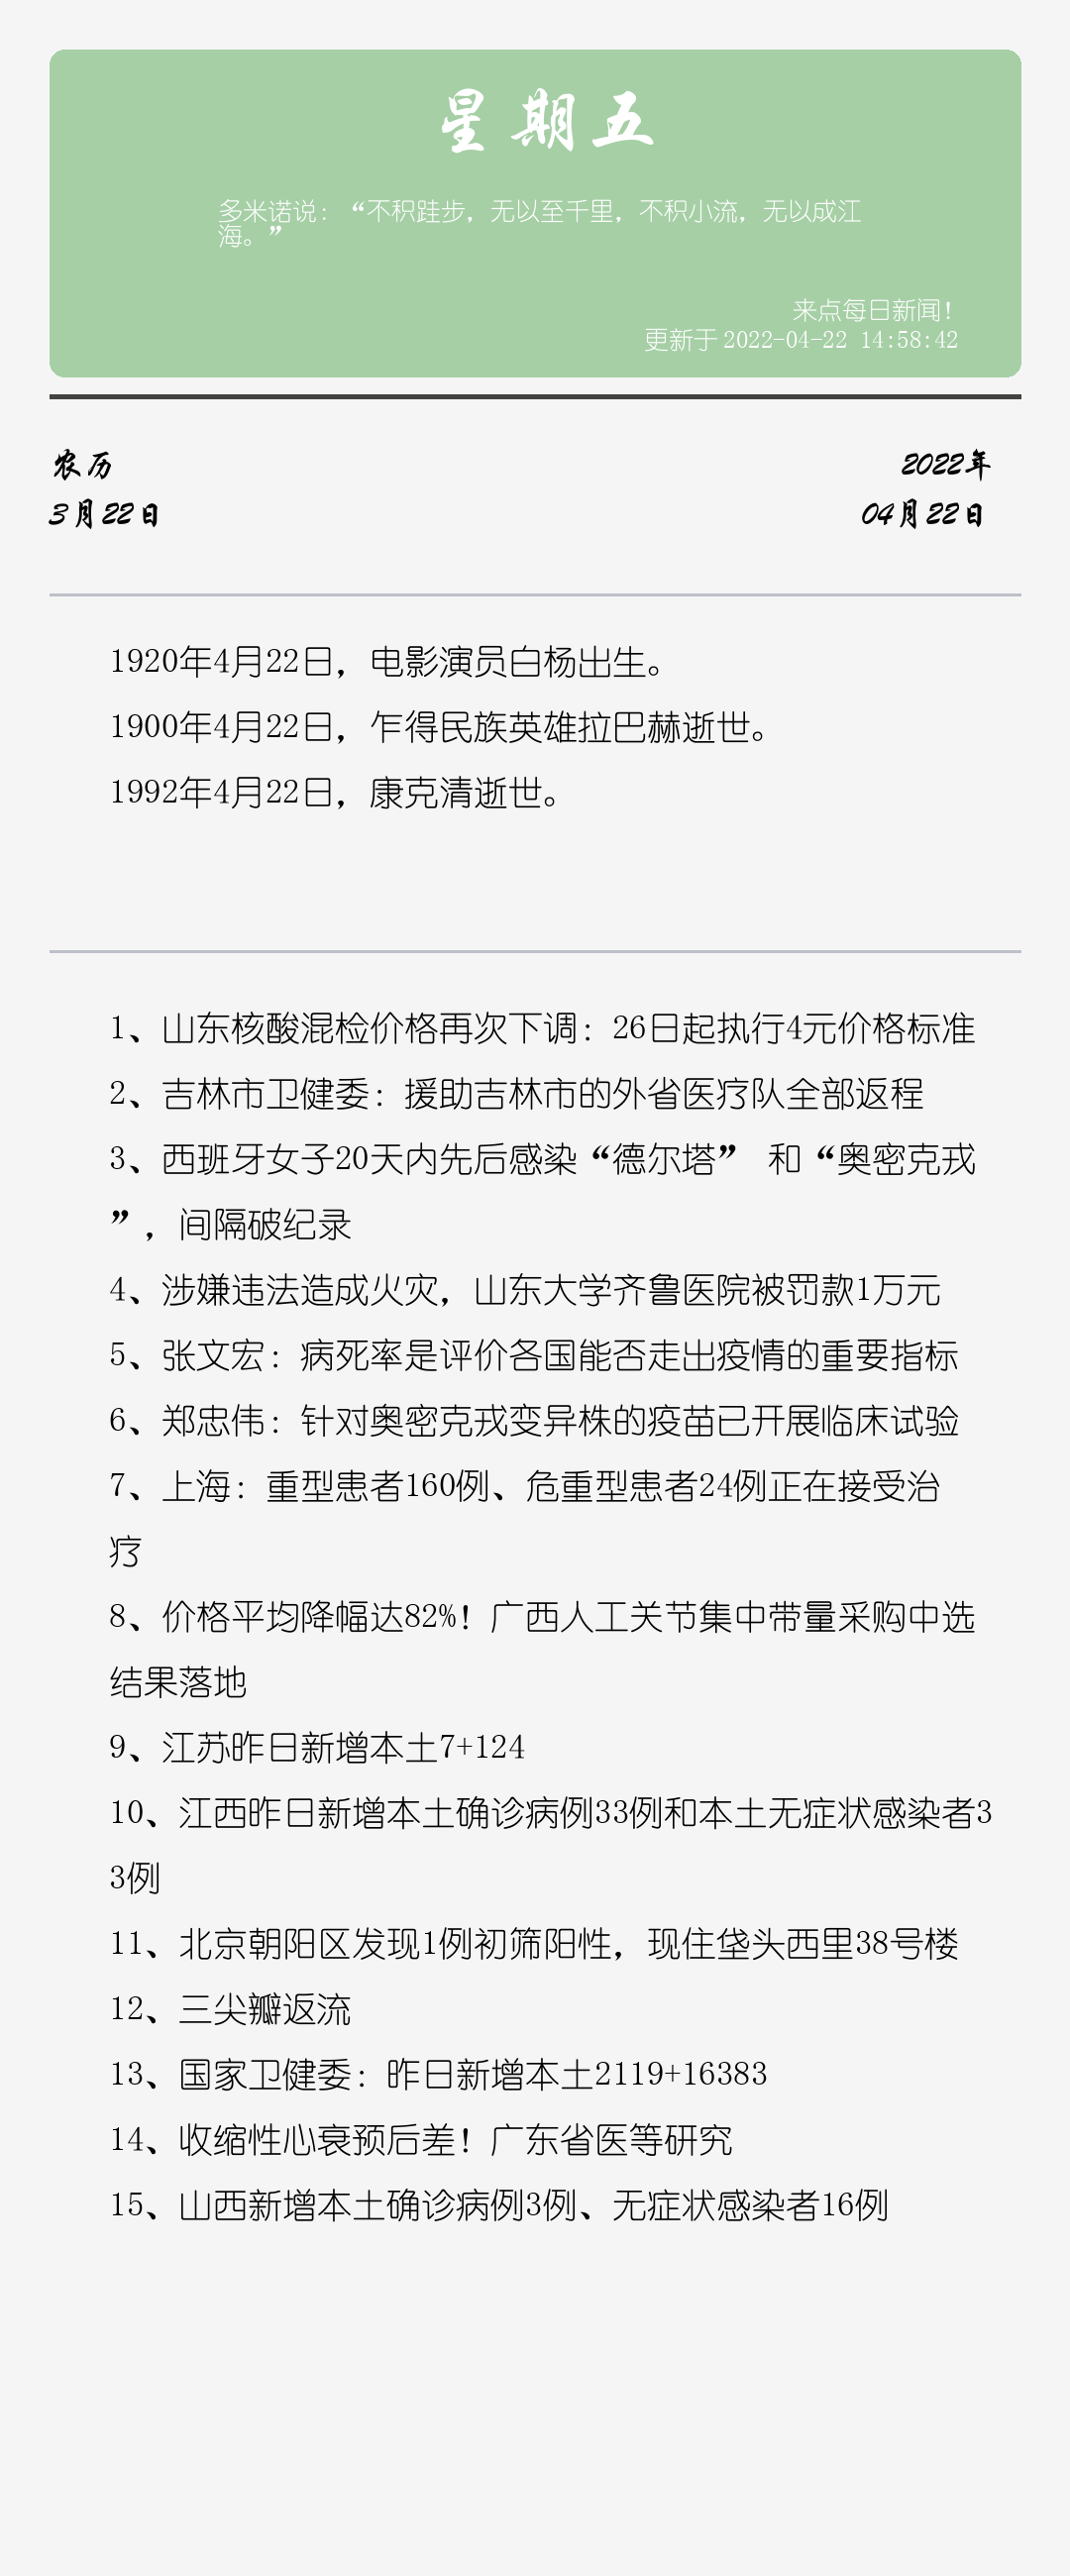 星期五
多米诺说：“不积跬步，无以至千里，不积小流，无以成江
海。”
来点每日新闻！
更新于 2022-04-22 14:58:42
农历
2022年
3月22日
04月22日
1920年4月22日，电影演员白杨出生。
1900年4月22日，乍得民族英雄拉巴赫逝世。
1992年4月22日，康克清逝世。
1、山东核酸混检价格再次下调：26日起执行4元价格标准
2、吉林市卫健委：援助吉林市的外省医疗队全部返程
3、西班牙女子20天内先后感染“德尔塔” 和“奥密克戎
”，间隔破纪录
4、涉嫌违法造成火灾，山东大学齐鲁医院被罚款1万元
5、张文宏：病死率是评价各国能否走出疫情的重要指标
6、郑忠伟：针对奥密克戎变异株的疫苗已开展临床试验
7、上海：重型患者160例、危重型患者24例正在接受治
疗
8、价格平均降幅达82%！广西人工关节集中带量采购中选
结果落地
9、江苏昨日新增本土7+124
10、江西昨日新增本土确诊病例33例和本土无症状感染者3
3例
11、北京朝阳区发现1例初筛阳性，现住垡头西里38号楼
12、三尖瓣返流
13、国家卫健委：昨日新增本土2119+16383
14、收缩性心衰预后差！广东省医等研究
15、山西新增本土确诊病例3例、无症状感染者16例